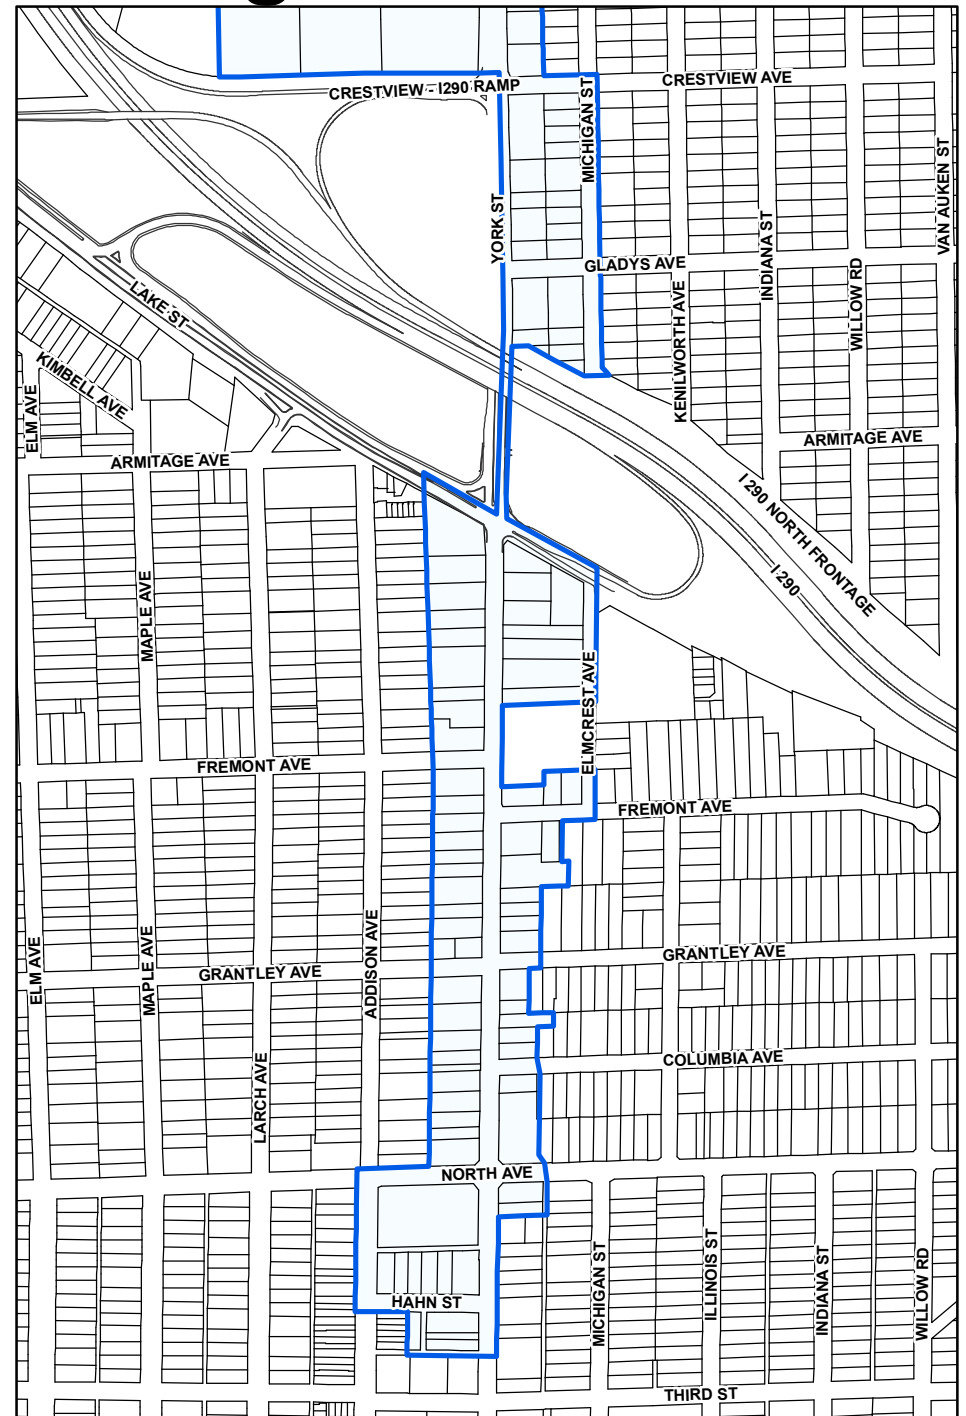 CRESTVIEW AVE
CRESTVIEW - I290 RAMP
MICHIGAN ST
VAN AUKEN ST
YORK ST
INDIANA ST
GLADYS AVE
WILLOW RD
KENILWORTH AVE
LAKE ST
KIMBELL AVE
ELM AVE
ARMITAGE AVE
ARMITAGE AVE
I 290 NORTH FRONTAGE
I 290
MAPLE AVE
ELMCREST AVE
FREMONT AVE
FREMONT AVE
ADDISON AVE
MAPLE AVE
ELM AVE
GRANTLEY AVE
GRANTLEY AVE
COLUMBIA AVE
LARCH AVE
NORTH AVE
MICHIGAN ST
ILLINOIS ST
INDIANA ST
WILLOW RD
HAHN ST
THIRD ST